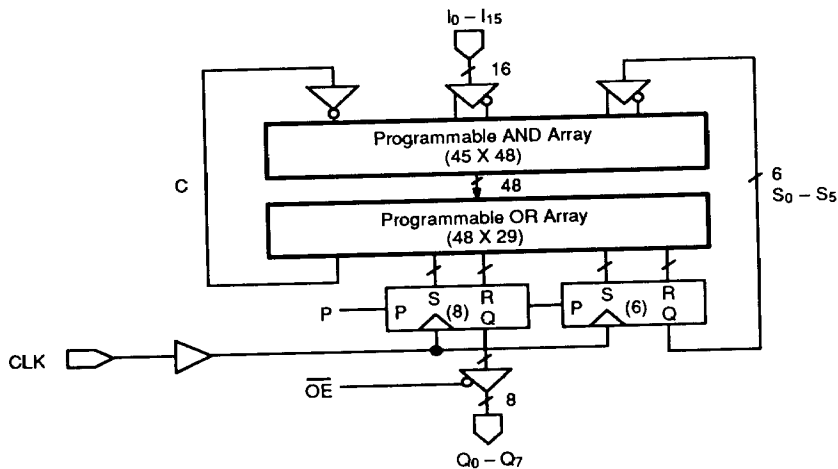 I₀ – I₁₅
16
Programmable AND Array
(45 X 48)
C
48
6
S₀ – S₅
Programmable OR Array
(48 X 29)
P
P
S
(8)
R
Q
P
S
(6)
R
Q
CLK
O̅E̅
8
Q₀ – Q₇